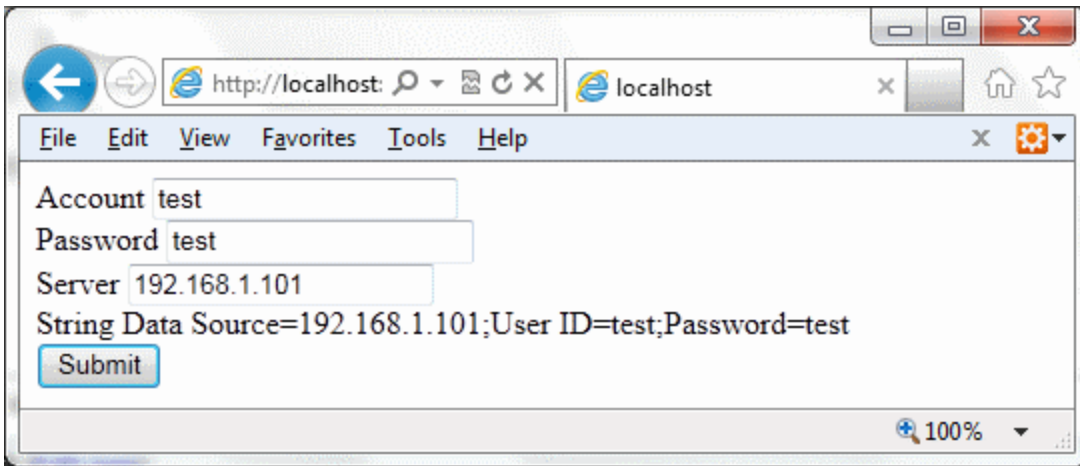 http://localhost:
localhost
File Edit View Favorites Tools Help
Account test
Password test
Server 192.168.1.101
String Data Source=192.168.1.101;User ID=test;Password=test
Submit
100%